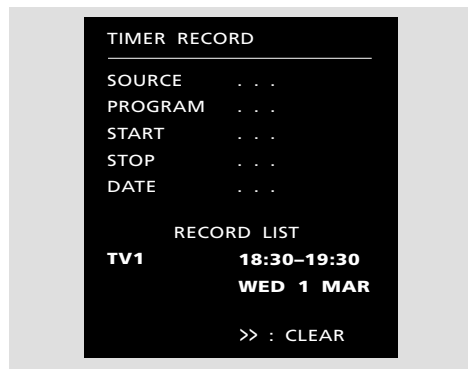 TIMER RECORD
SOURCE . . .
PROGRAM . . .
START . . .
STOP . . .
DATE . . .
RECORD LIST
TV1 18:30–19:30
WED 1 MAR
>> : CLEAR